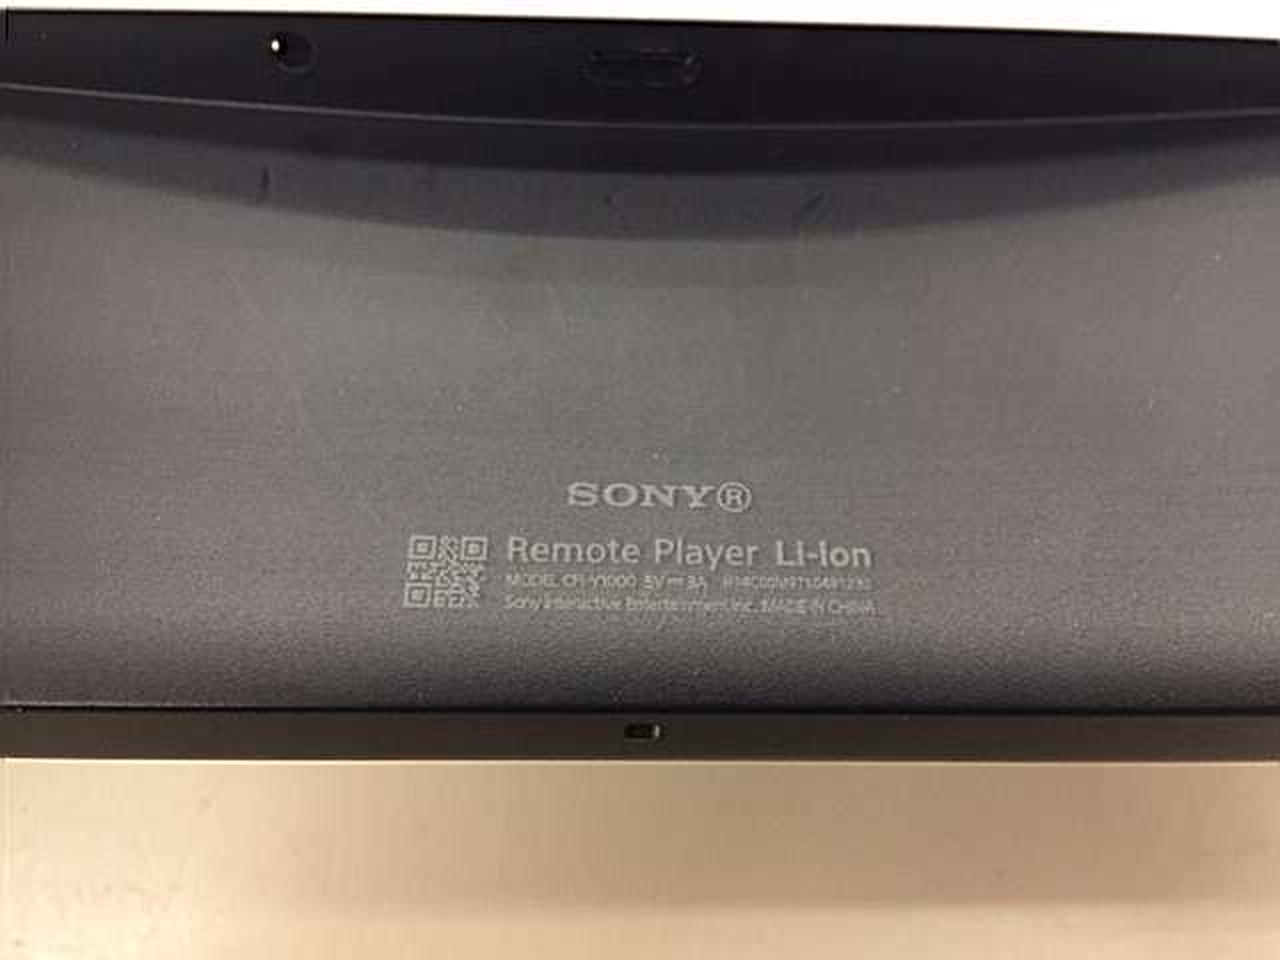 SONY®
Remote Player Li-ion
MODEL CFI-Y1000 5V⎓3A
Sony Interactive Entertainment Inc. MADE IN CHINA